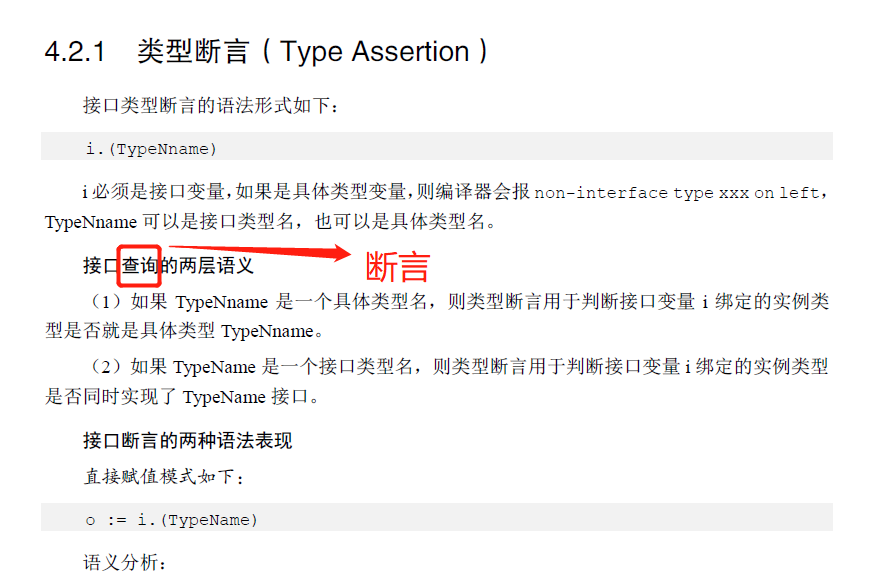 4.2.1 类型断言（Type Assertion）
接口类型断言的语法形式如下：
i.(TypeNname)
i 必须是接口变量，如果是具体类型变量，则编译器会报 non-interface type xxx on left，
TypeNname 可以是接口类型名，也可以是具体类型名。
接口查询的两层语义
断言
（1）如果 TypeNname 是一个具体类型名，则类型断言用于判断接口变量 i 绑定的实例类
型是否就是具体类型 TypeNname。
（2）如果 TypeName 是一个接口类型名，则类型断言用于判断接口变量 i 绑定的实例类型
是否同时实现了 TypeName 接口。
接口断言的两种语法表现
直接赋值模式如下：
o := i.(TypeName)
语义分析：